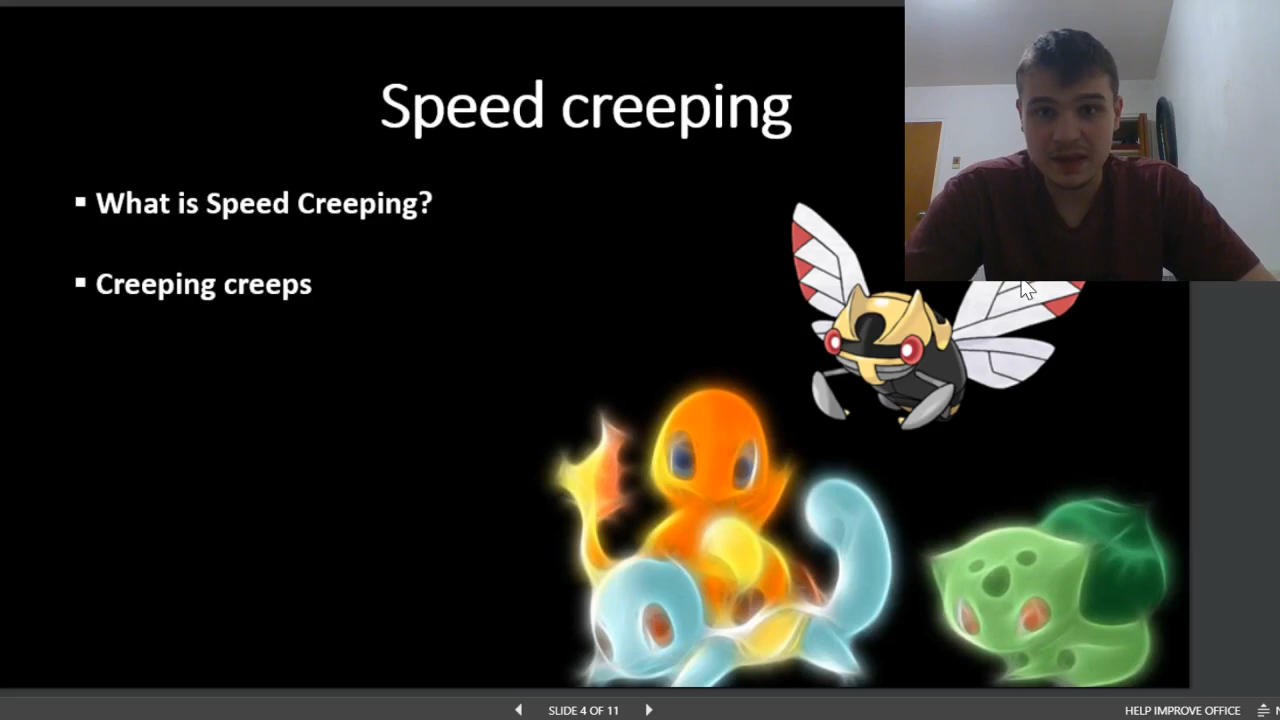 Speed creeping
▪ What is Speed Creeping?
▪ Creeping creeps
SLIDE 4 OF 11
HELP IMPROVE OFFICE